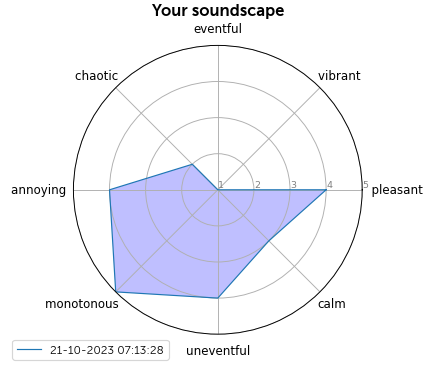 Your soundscape
eventful
chaotic
vibrant
annoying
1
2
3
4
5
pleasant
monotonous
calm
21-10-2023 07:13:28
uneventful